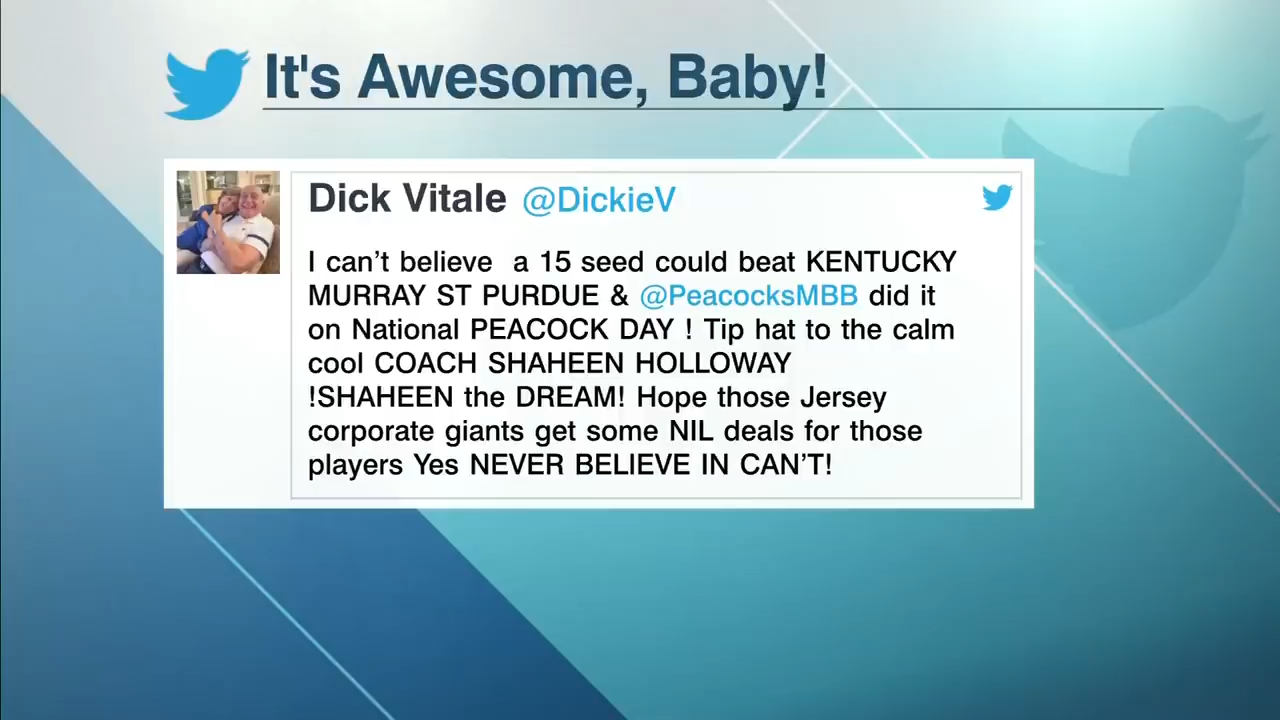 It's Awesome, Baby!
Dick Vitale @DickieV
I can’t believe  a 15 seed could beat KENTUCKY
MURRAY ST PURDUE & @PeacocksMBB did it
on National PEACOCK DAY ! Tip hat to the calm
cool COACH SHAHEEN HOLLOWAY
!SHAHEEN the DREAM! Hope those Jersey
corporate giants get some NIL deals for those
players Yes NEVER BELIEVE IN CAN’T!